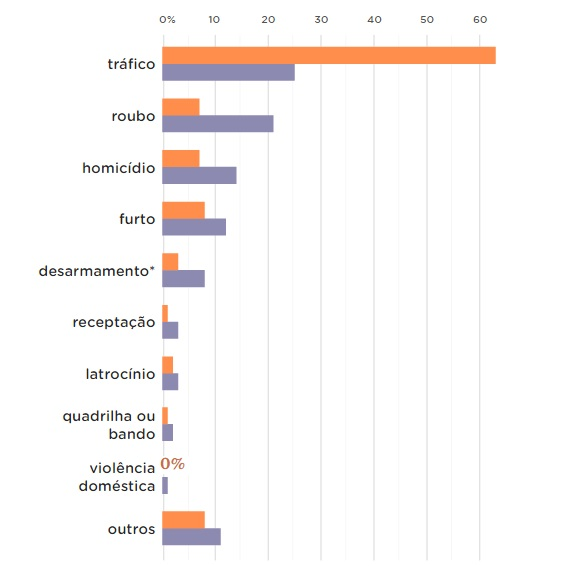 0% 10 20 30 40 50 60
tráfico
roubo
homicídio
furto
desarmamento*
receptação
latrocínio
quadrilha ou
bando
0%
violência
doméstica
outros